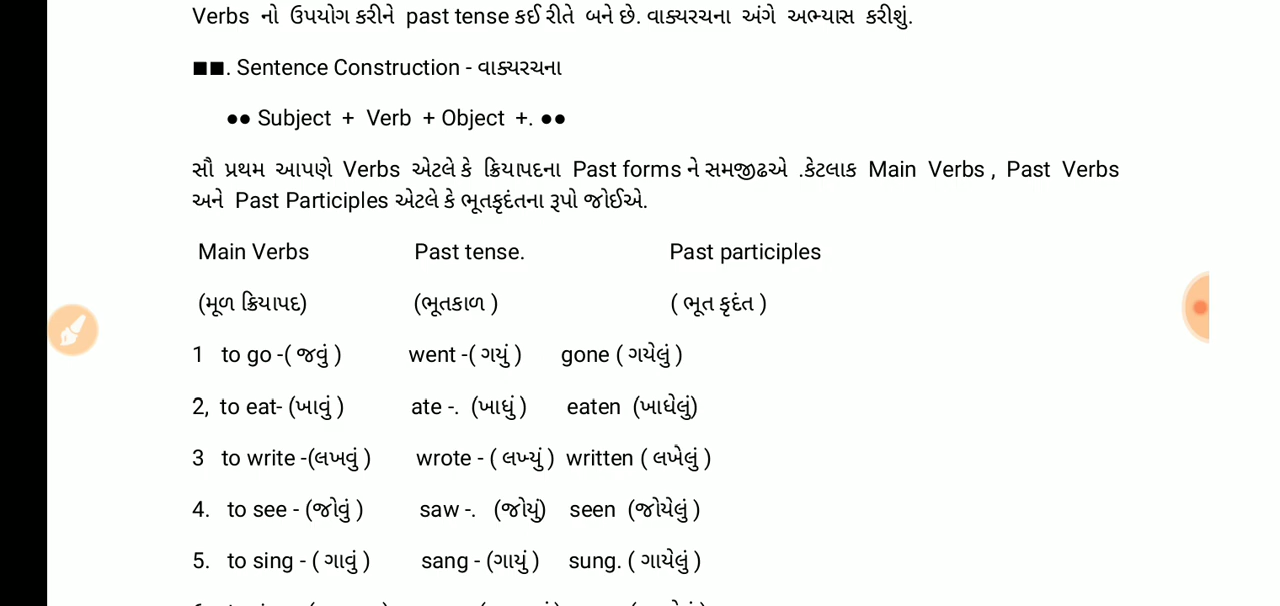 Verbs નો ઉપયોગ કરીને past tense કઈ રીતે બને છે. વાક્યરચના અંગે અભ્યાસ કરીશું.
■■. Sentence Construction - વાક્યરચના
●● Subject + Verb + Object +. ●●
સૌ પ્રથમ આપણે Verbs એટલે કે ક્રિયાપદના Past forms ને સમજીઢએ .કેટલાક Main Verbs , Past Verbs
અને Past Participles એટલે કે ભૂતકૃદંતના રૂપો જોઈએ.
Main Verbs Past tense. Past participles
(મૂળ ક્રિયાપદ) (ભૂતકાળ ) ( ભૂત કૃદંત )
1 to go -( જવું ) went -( ગયું ) gone ( ગયેલું )
2, to eat- (ખાવું ) ate -. (ખાધું ) eaten (ખાધેલું)
3 to write -(લખવું ) wrote - ( લખ્યું ) written ( લખેલું )
4. to see - (જોવું ) saw -. (જોયું) seen (જોયેલું )
5. to sing - ( ગાવું ) sang - (ગાયું ) sung. ( ગાયેલું )